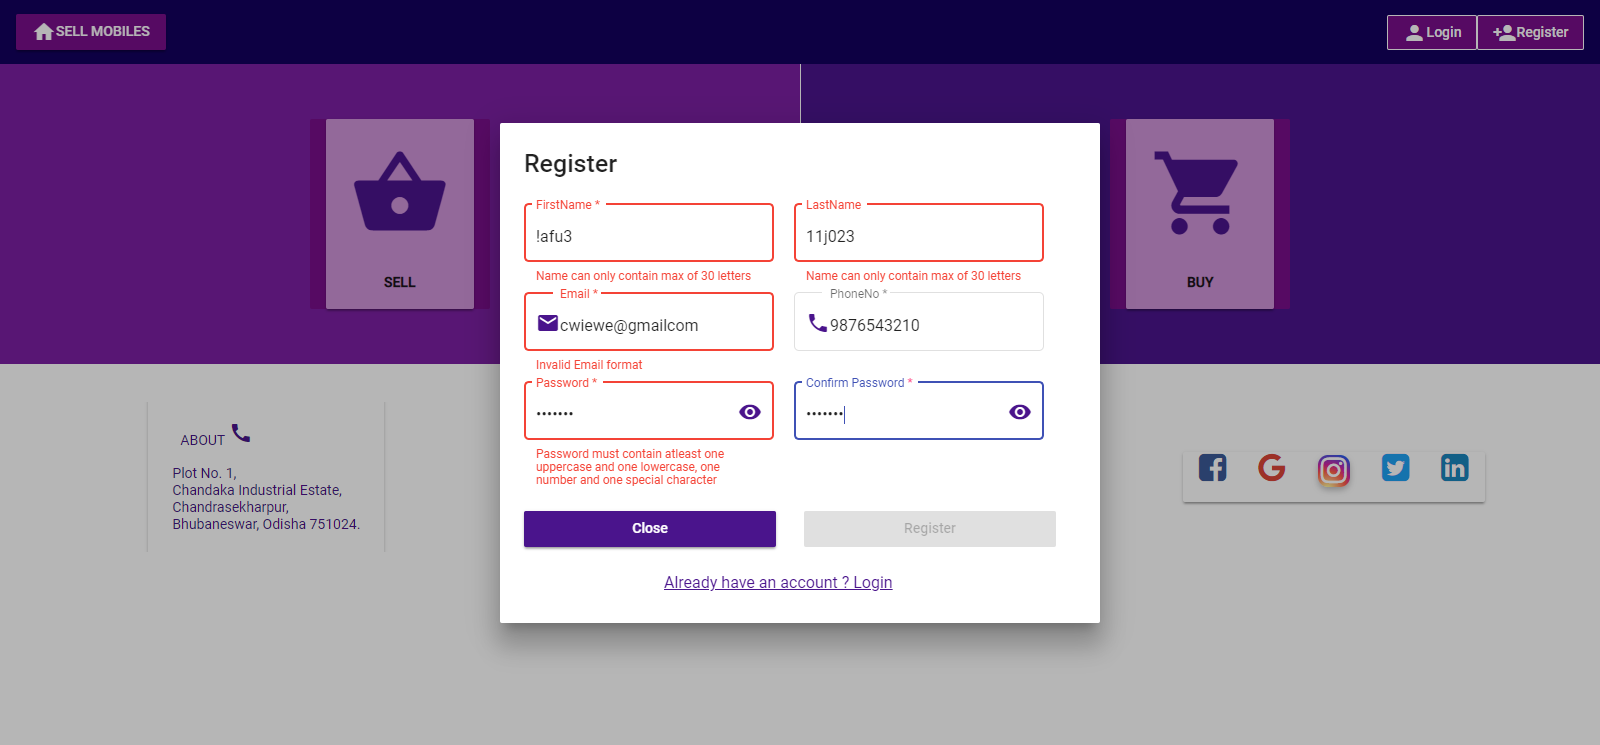 SELL MOBILES
Login
Register
SELL
BUY
Register
FirstName *
LastName
!afu3
11j023
Name can only contain max of 30 letters
Name can only contain max of 30 letters
Email *
PhoneNo *
cwiewe@gmailcom
9876543210
Invalid Email format
Password *
Confirm Password *
•••••••
•••••••
Password must contain atleast one
uppercase and one lowercase, one
number and one special character
Close
Register
Already have an account ? Login
ABOUT
Plot No. 1,
Chandaka Industrial Estate,
Chandrasekharpur,
Bhubaneswar, Odisha 751024.